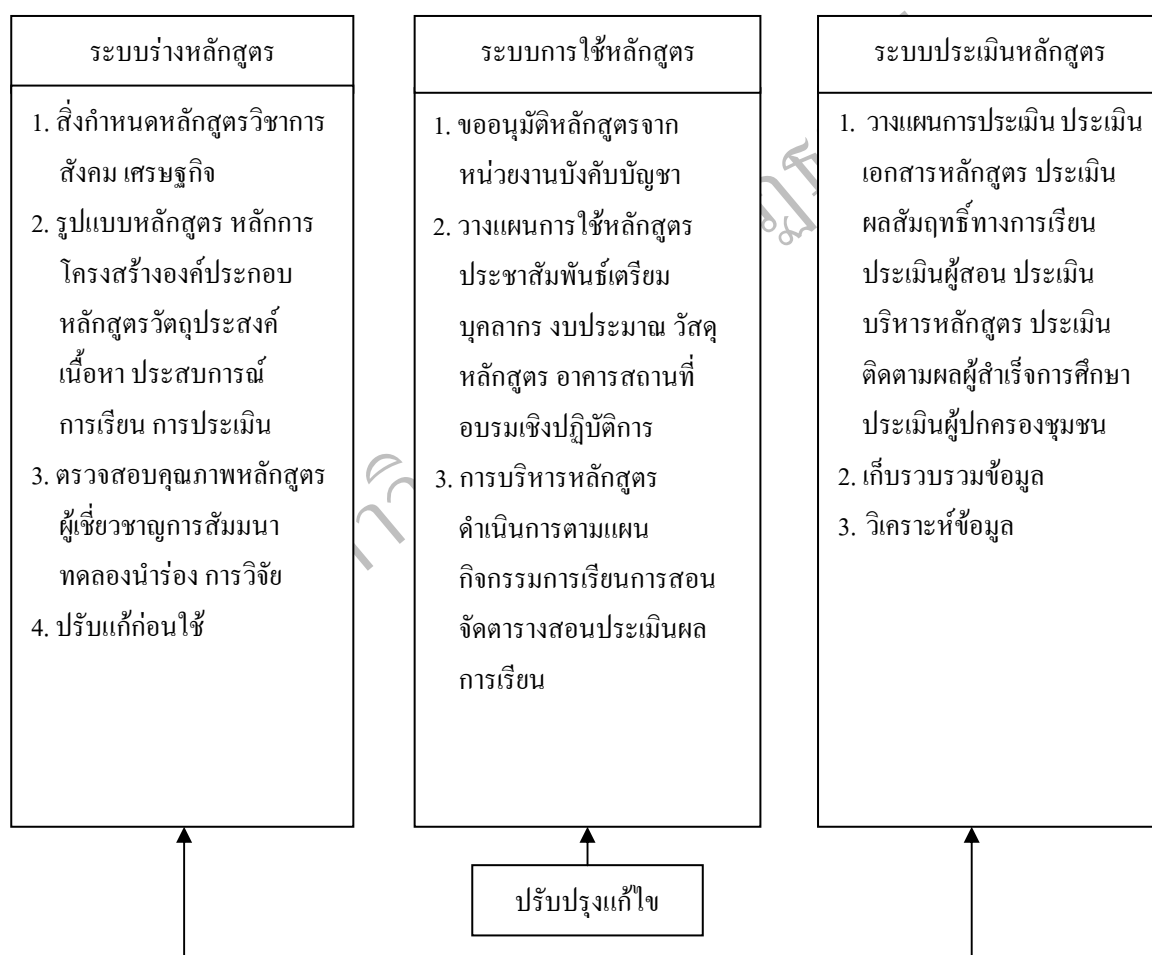 ระบบร่างหลักสูตร
1. สิ่งกำหนดหลักสูตรวิชาการ
สังคม เศรษฐกิจ
2. รูปแบบหลักสูตร หลักการ
โครงสร้างองค์ประกอบ
หลักสูตรวัตถุประสงค์
เนื้อหา ประสบการณ์
การเรียน การประเมิน
3. ตรวจสอบคุณภาพหลักสูตร
ผู้เชี่ยวชาญการสัมมนา
ทดลองนำร่อง การวิจัย
4. ปรับแก้ก่อนใช้
ระบบการใช้หลักสูตร
1. ขออนุมัติหลักสูตรจาก
หน่วยงานบังคับบัญชา
2. วางแผนการใช้หลักสูตร
ประชาสัมพันธ์เตรียม
บุคลากร งบประมาณ วัสดุ
หลักสูตร อาคารสถานที่
อบรมเชิงปฏิบัติการ
3. การบริหารหลักสูตร
ดำเนินการตามแผน
กิจกรรมการเรียนการสอน
จัดตารางสอนประเมินผล
การเรียน
ระบบประเมินหลักสูตร
1. วางแผนการประเมิน ประเมิน
เอกสารหลักสูตร ประเมิน
ผลสัมฤทธิ์ทางการเรียน
ประเมินผู้สอน ประเมิน
บริหารหลักสูตร ประเมิน
ติดตามผลผู้สำเร็จการศึกษา
ประเมินผู้ปกครองชุมชน
2. เก็บรวบรวมข้อมูล
3. วิเคราะห์ข้อมูล
ปรับปรุงแก้ไข